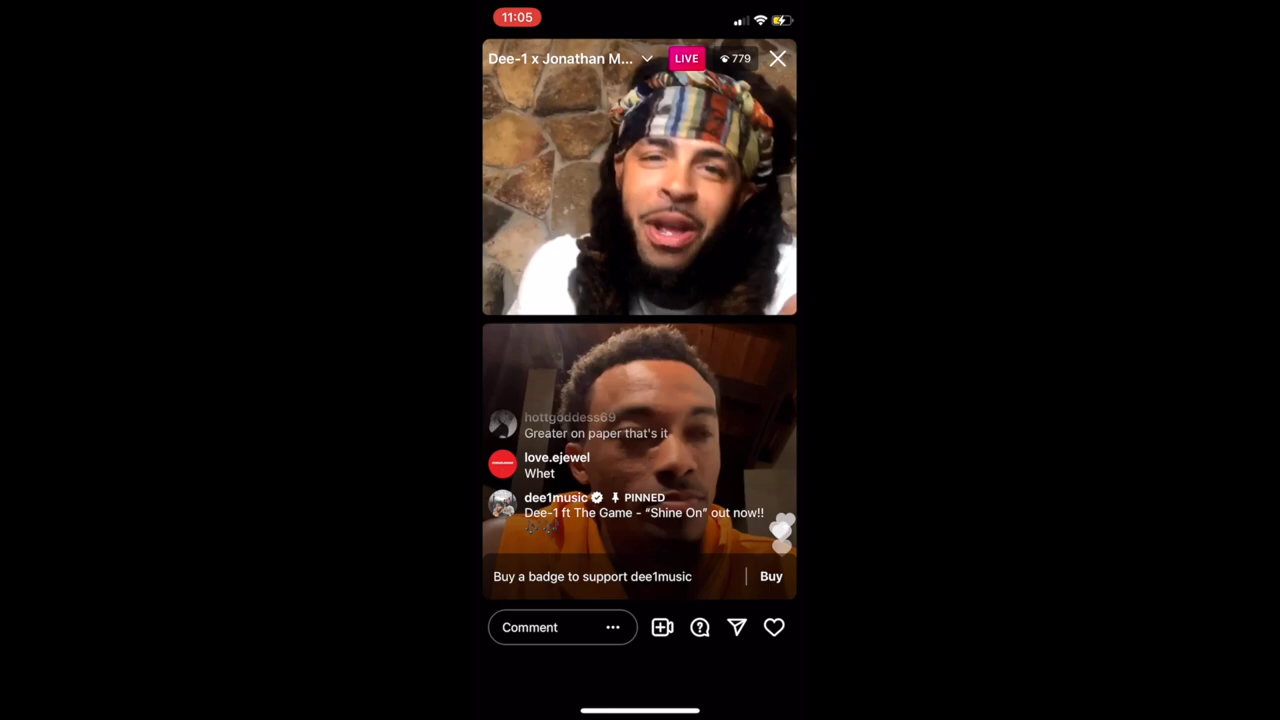 11:05
Dee-1 x Jonathan M...
LIVE
779
hottgoddess69
Greater on paper that's it
love.ejewel
Whet
dee1music PINNED
Dee-1 ft The Game - “Shine On” out now!!
Buy a badge to support dee1music
Buy
Comment